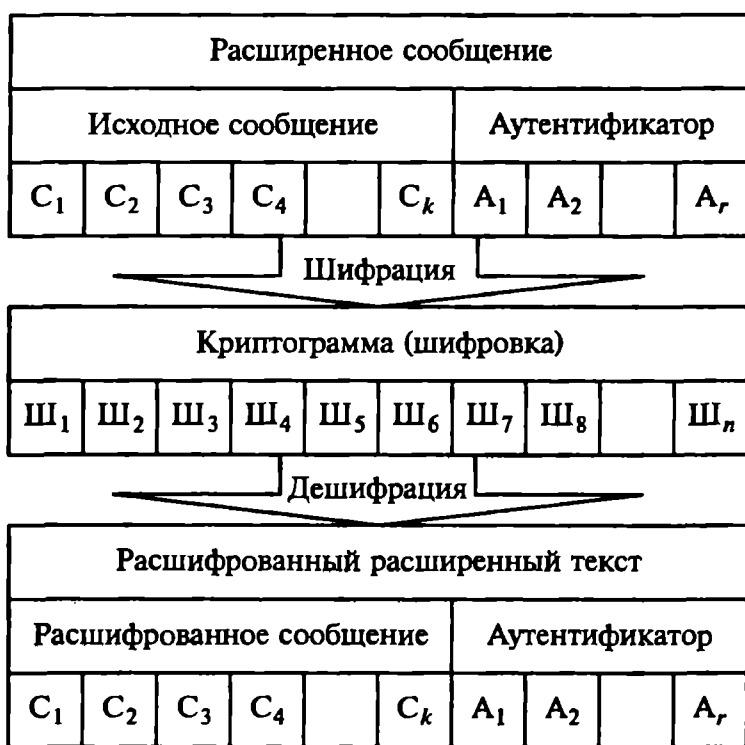 Расширенное сообщение
Исходное сообщение Аутентификатор
C₁ C₂ C₃ C₄ Cₖ A₁ A₂ Aᵣ
Шифрация
Криптограмма (шифровка)
Ш₁ Ш₂ Ш₃ Ш₄ Ш₅ Ш₆ Ш₇ Ш₈ Шₙ
Дешифрация
Расшифрованный расширенный текст
Расшифрованное сообщение Аутентификатор
C₁ C₂ C₃ C₄ Cₖ A₁ A₂ Aᵣ